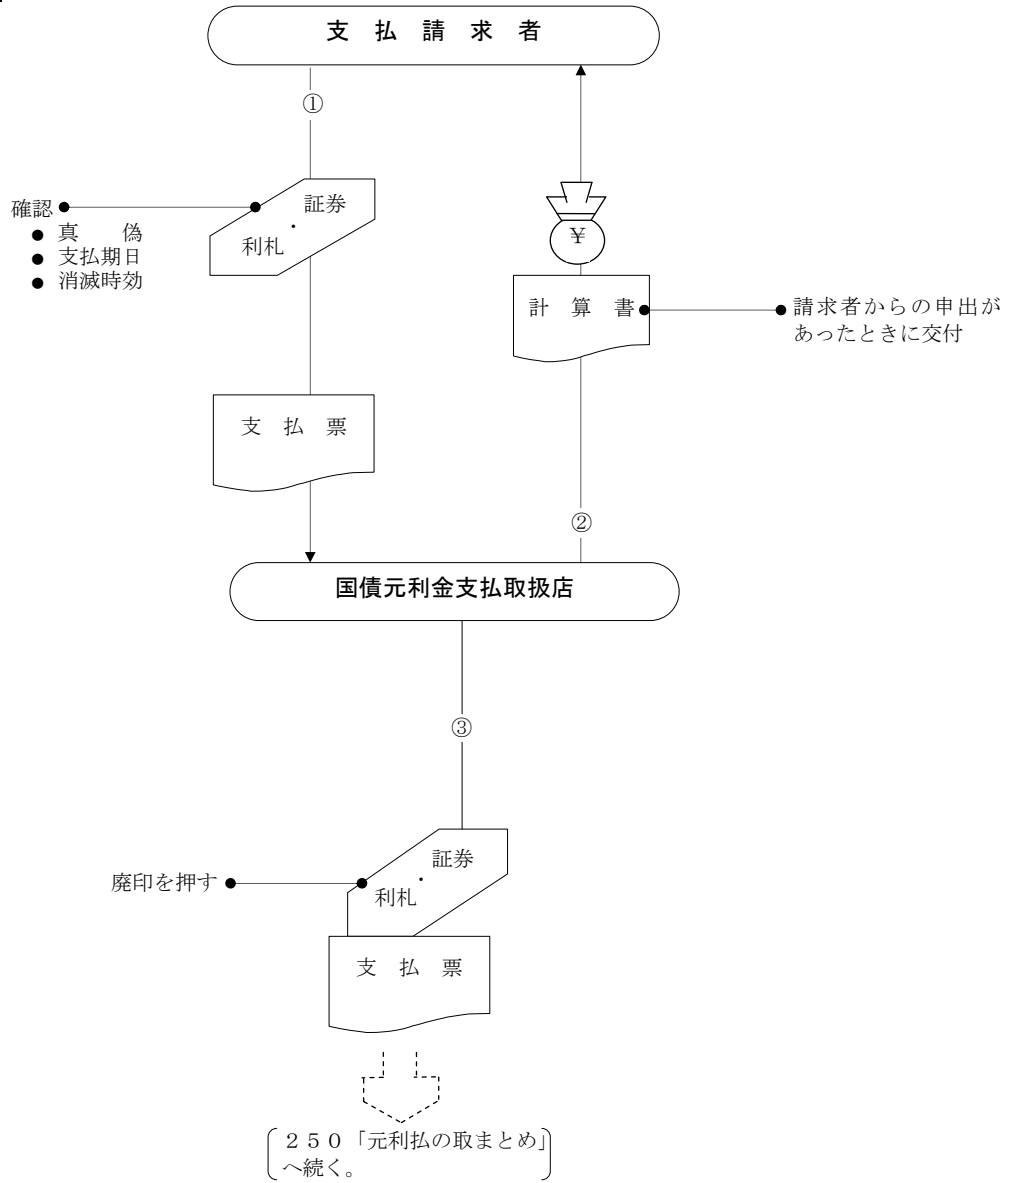 支 払 請 求 者
①
証券
・
利札
確認
● 真 偽
● 支払期日
● 消滅時効
￥
計 算 書
請求者からの申出が
あったときに交付
支 払 票
②
国債元利金支払取扱店
③
証券
・
利札
廃印を押す
支 払 票
２５０「元利払の取まとめ」
へ続く。